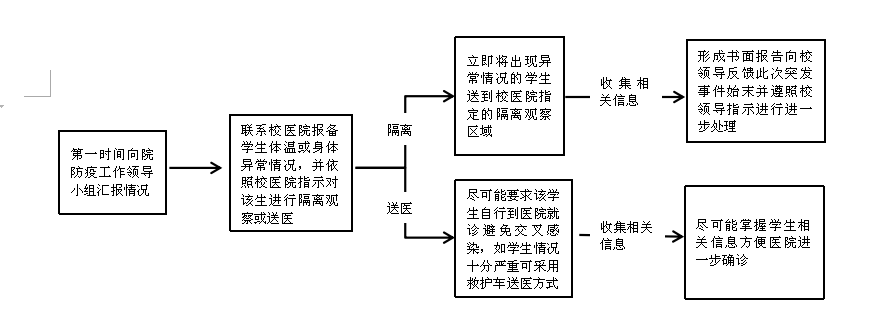 第一时间向院
防疫工作领导
小组汇报情况
联系校医院报备
学生体温或身体
异常情况，并依
照校医院指示对
该生进行隔离观
察或送医
隔离
立即将出现异
常情况的学生
送到校医院指
定的隔离观察
区域
收集相
关信息
形成书面报告向校
领导反馈此次突发
事件始末并遵照校
领导指示进行进一
步处理
送医
尽可能要求该学
生自行到医院就
诊避免交叉感
染，如学生情况
十分严重可采用
救护车送医方式
收集相关
信息
尽可能掌握学生相
关信息方便医院进
一步确诊